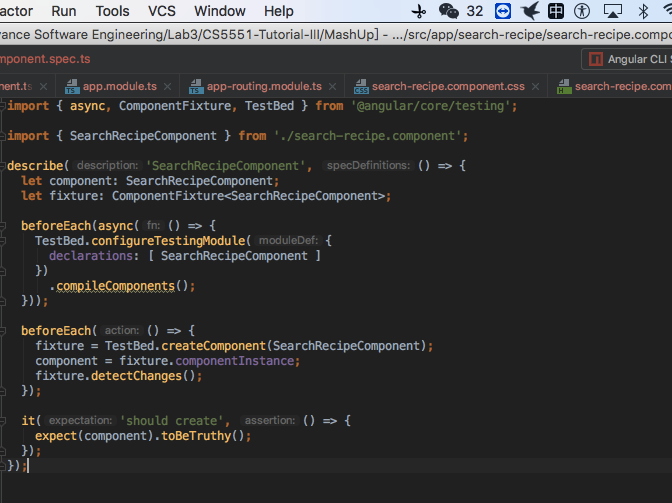 actor Run Tools VCS Window Help 32
vance Software Engineering/Lab3/CS5551-Tutorial-III/MashUp] - .../src/app/search-recipe/search-recipe.compo
mponent.spec.ts Angular CLI S
nent.ts app.module.ts app-routing.module.ts search-recipe.component.css search-recipe.com
import { async, ComponentFixture, TestBed } from '@angular/core/testing';
import { SearchRecipeComponent } from './search-recipe.component';
describe( description: 'SearchRecipeComponent', specDefinitions: () => {
let component: SearchRecipeComponent;
let fixture: ComponentFixture<SearchRecipeComponent>;
beforeEach(async( fn: () => {
TestBed.configureTestingModule( moduleDef: {
declarations: [ SearchRecipeComponent ]
})
.compileComponents();
}));
beforeEach( action: () => {
fixture = TestBed.createComponent(SearchRecipeComponent);
component = fixture.componentInstance;
fixture.detectChanges();
});
it( expectation: 'should create', assertion: () => {
expect(component).toBeTruthy();
});
});